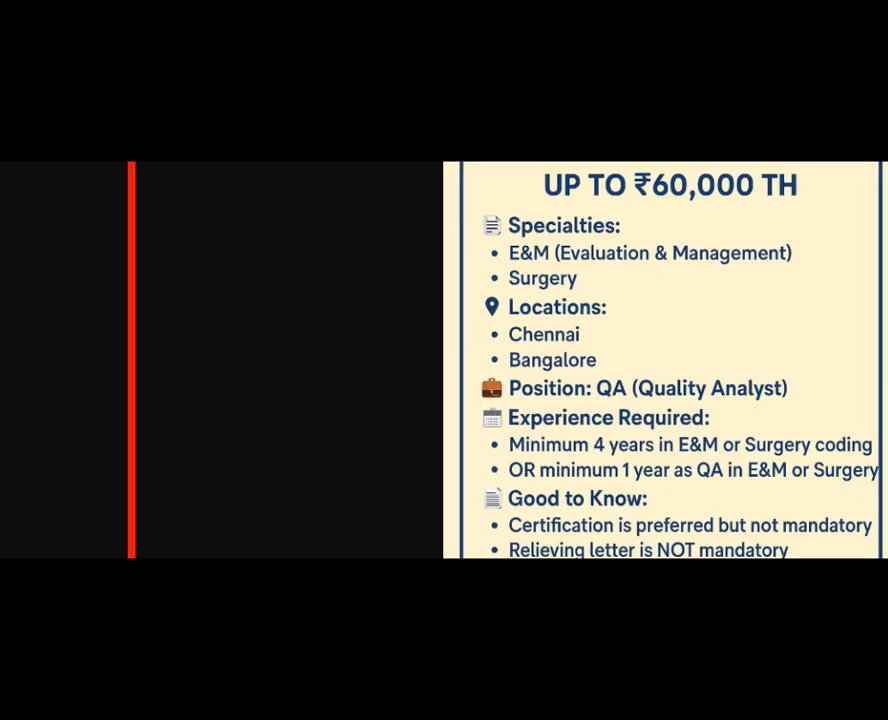 UP TO ₹60,000 TH
Specialties:
• E&M (Evaluation & Management)
• Surgery
Locations:
• Chennai
• Bangalore
Position: QA (Quality Analyst)
Experience Required:
• Minimum 4 years in E&M or Surgery coding
• OR minimum 1 year as QA in E&M or Surgery
Good to Know:
• Certification is preferred but not mandatory
• Relieving letter is NOT mandatory